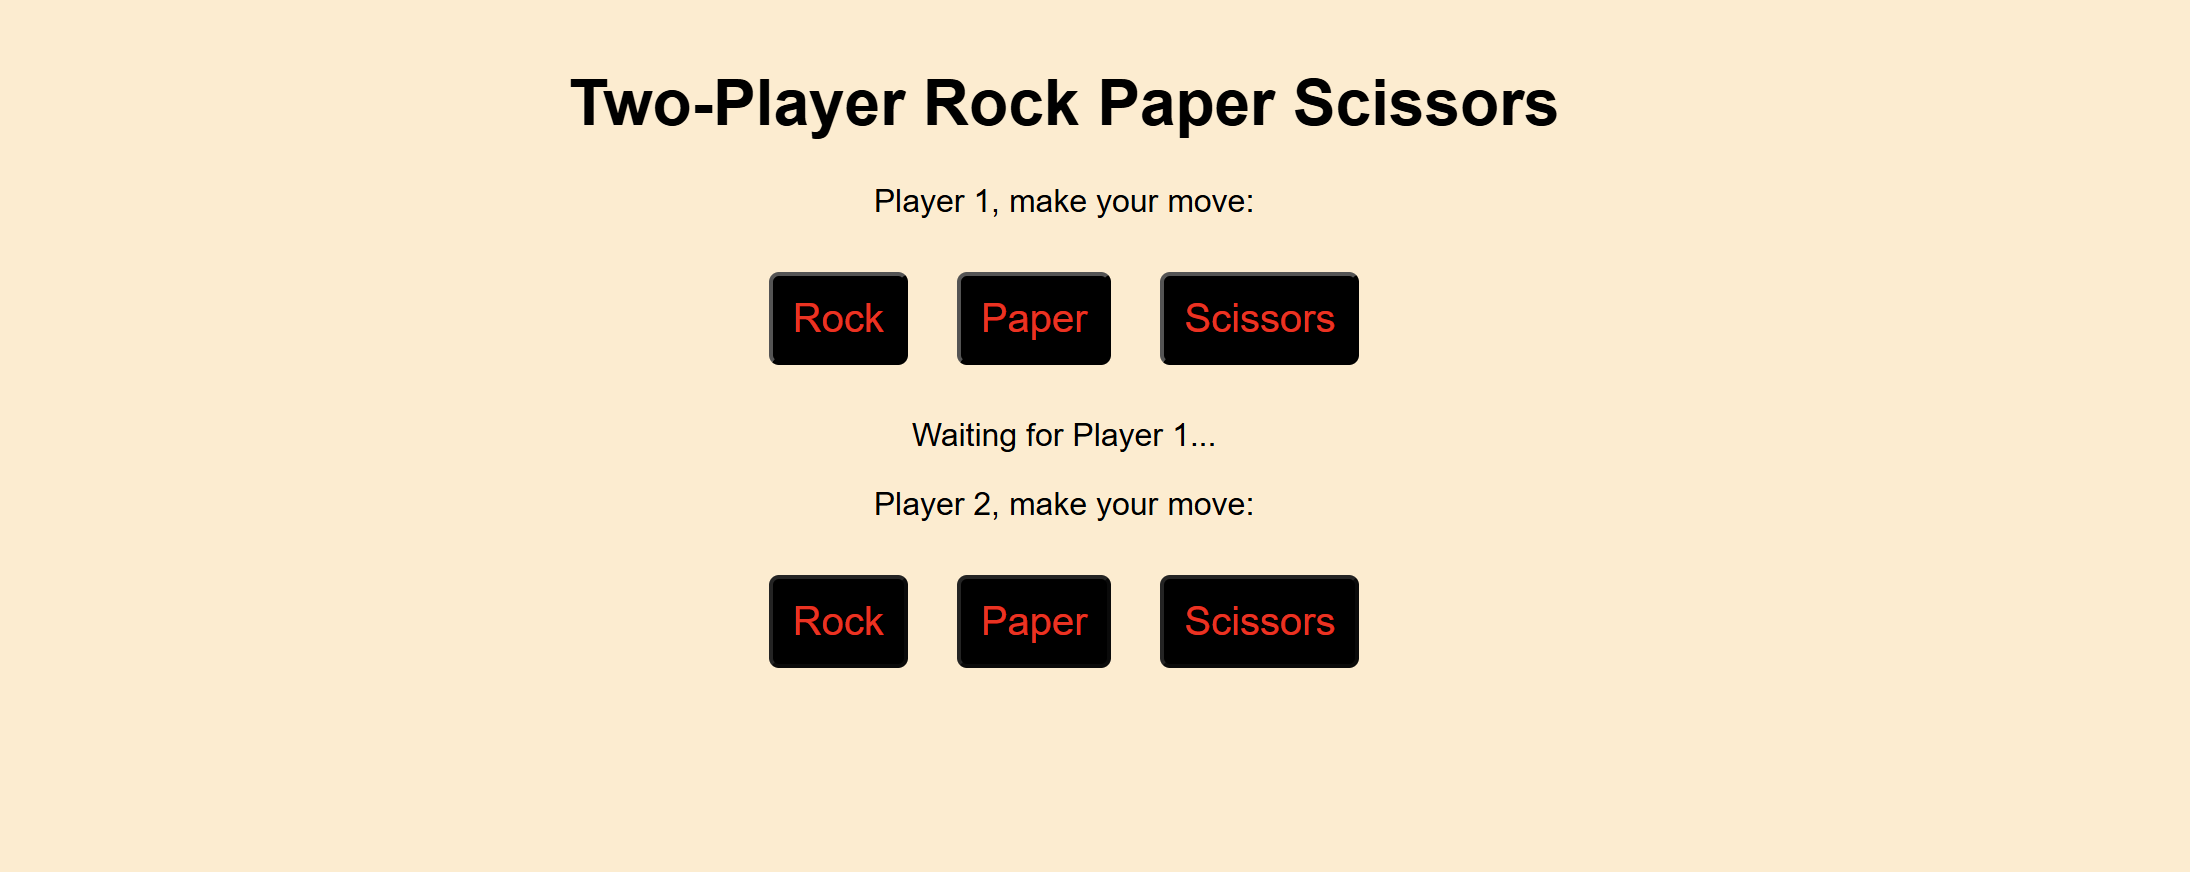 Two-Player Rock Paper Scissors
Player 1, make your move:
Rock Paper Scissors
Waiting for Player 1...
Player 2, make your move:
Rock Paper Scissors